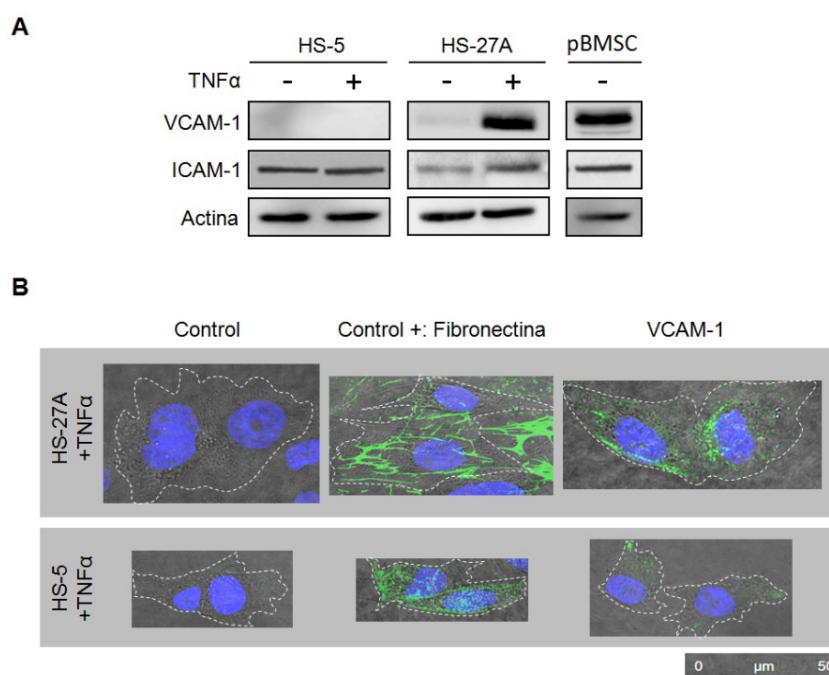 A
HS-5 HS-27A pBMSC
TNFα - + - + -
VCAM-1
ICAM-1
Actina
B
Control Control +: Fibronectina VCAM-1
HS-27A
+TNFα
HS-5
+TNFα
0 µm 50